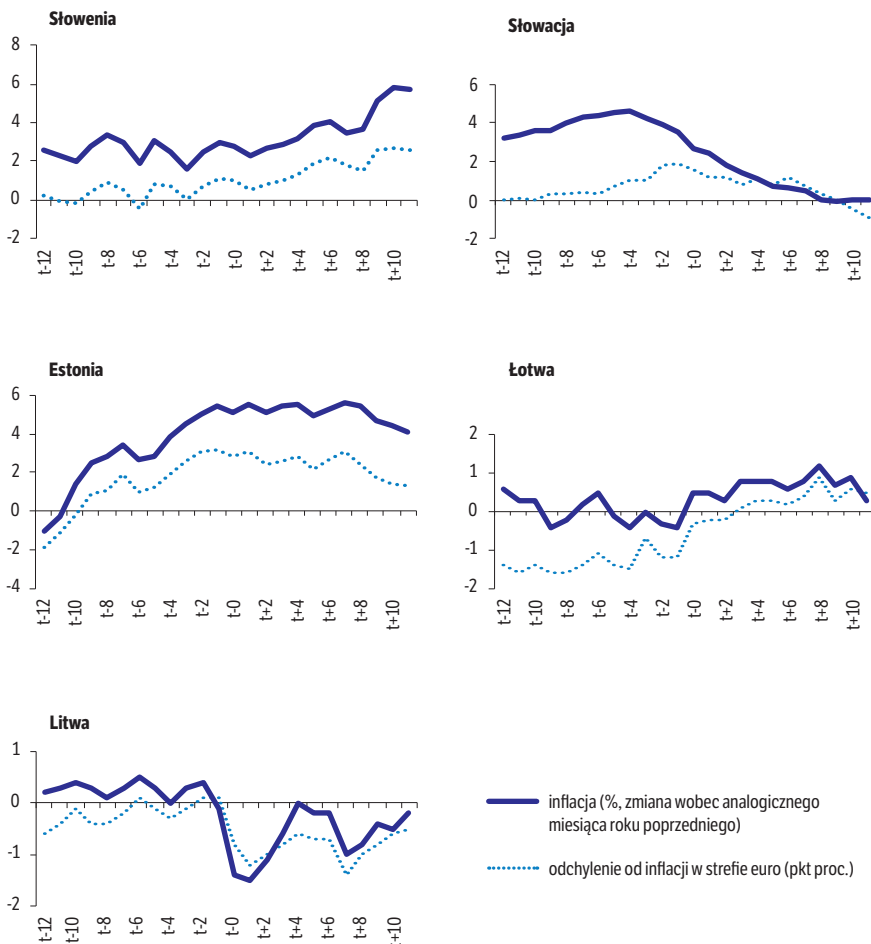 Słowenia
8
6
4
2
0
-2
t-12
t-10
t-8
t-6
t-4
t-2
t-0
t+2
t+4
t+6
t+8
t+10
Słowacja
6
4
2
0
-2
t-12
t-10
t-8
t-6
t-4
t-2
t-0
t+2
t+4
t+6
t+8
t+10
Estonia
6
4
2
0
-2
-4
t-12
t-10
t-8
t-6
t-4
t-2
t-0
t+2
t+4
t+6
t+8
t+10
Łotwa
2
1
0
-1
-2
t-12
t-10
t-8
t-6
t-4
t-2
t-0
t+2
t+4
t+6
t+8
t+10
Litwa
1
0
-1
-2
t-12
t-10
t-8
t-6
t-4
t-2
t-0
t+2
t+4
t+6
t+8
t+10
inflacja (%, zmiana wobec analogicznego
miesiąca roku poprzedniego)
odchylenie od inflacji w strefie euro (pkt proc.)